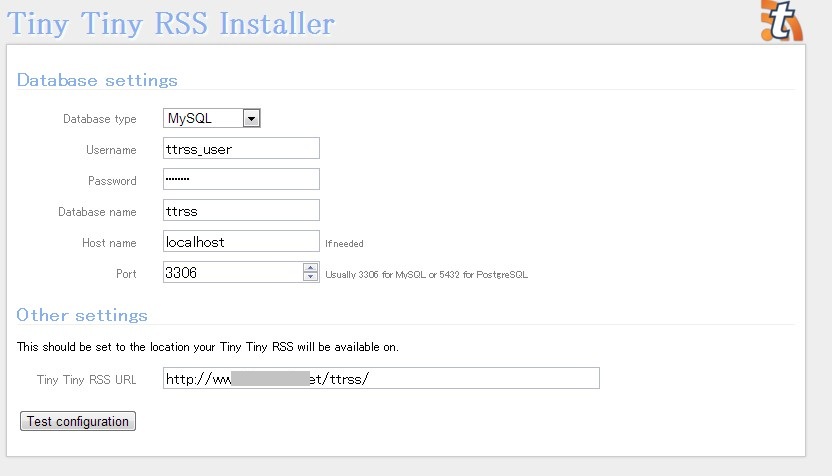 Tiny Tiny RSS Installer
Database settings
Database type MySQL
Username ttrss_user
Password ••••••••
Database name ttrss
Host name localhost If needed
Port 3306 Usually 3306 for MySQL or 5432 for PostgreSQL
Other settings
This should be set to the location your Tiny Tiny RSS will be available on.
Tiny Tiny RSS URL http://ww et/ttrss/
Test configuration